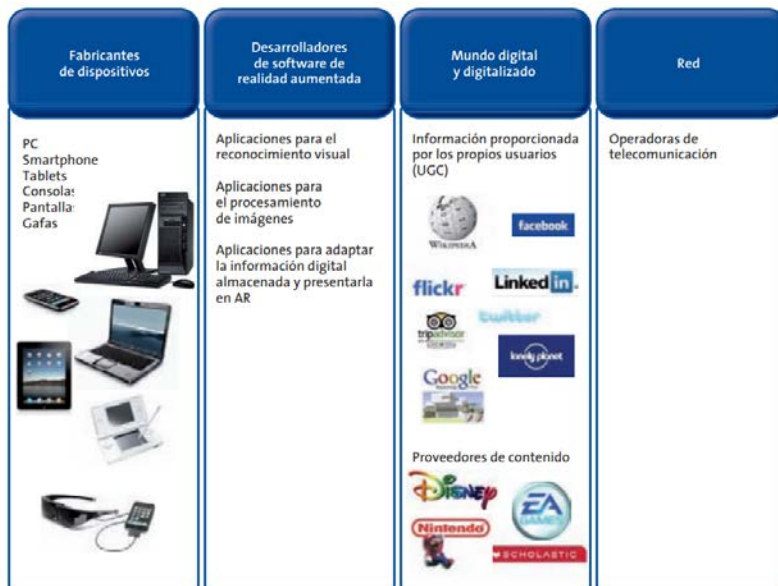 Fabricantes
de dispositivos
Desarrolladores
de software de
realidad aumentada
Mundo digital
y digitalizado
Red
PC
Smartphone
Tablets
Consolas
Pantallas
Gafas
Aplicaciones para el
reconocimiento visual
Aplicaciones para
el procesamiento
de imágenes
Aplicaciones para adaptar
la información digital
almacenada y presentarla
en AR
Información proporcionada
por los propios usuarios
(UGC)
WIKIPEDIA
facebook
flickr
Linked in
tripadvisor
twitter
lonely planet
Google
Proveedores de contenido
Disney
EA
GAMES
Nintendo
SCHOLASTIC
Operadoras de
telecomunicación